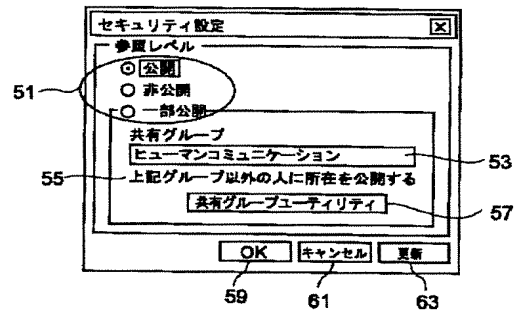 セキュリティ設定
参照レベル
公開
51
非公開
一部公開
共有グループ
ヒューマンコミュニケーション
53
55
上記グループ以外の人に所在を公開する
共有グループユーティリティ
57
OK
キャンセル
更新
59
61
63